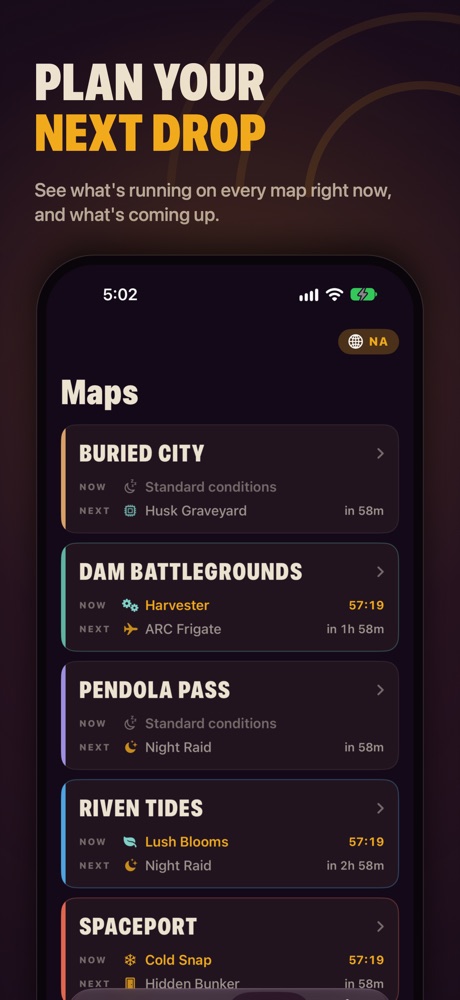 PLAN YOUR
NEXT DROP
See what's running on every map right now,
and what's coming up.
5:02
NA
Maps
BURIED CITY
NOW Standard conditions
NEXT Husk Graveyard in 58m
DAM BATTLEGROUNDS
NOW Harvester 57:19
NEXT ARC Frigate in 1h 58m
PENDOLA PASS
NOW Standard conditions
NEXT Night Raid in 58m
RIVEN TIDES
NOW Lush Blooms 57:19
NEXT Night Raid in 2h 58m
SPACEPORT
NOW Cold Snap 57:19
NEXT Hidden Bunker in 58m